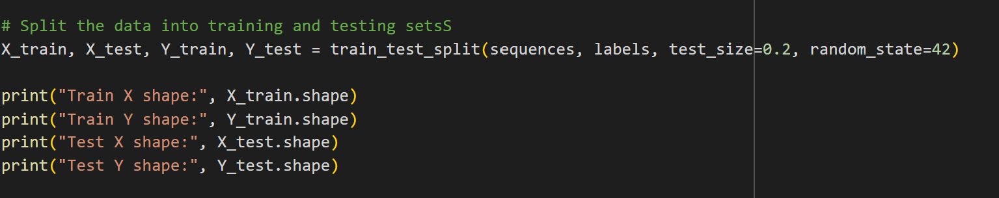 # Split the data into training and testing setsS
X_train, X_test, Y_train, Y_test = train_test_split(sequences, labels, test_size=0.2, random_state=42)
print("Train X shape:", X_train.shape)
print("Train Y shape:", Y_train.shape)
print("Test X shape:", X_test.shape)
print("Test Y shape:", Y_test.shape)